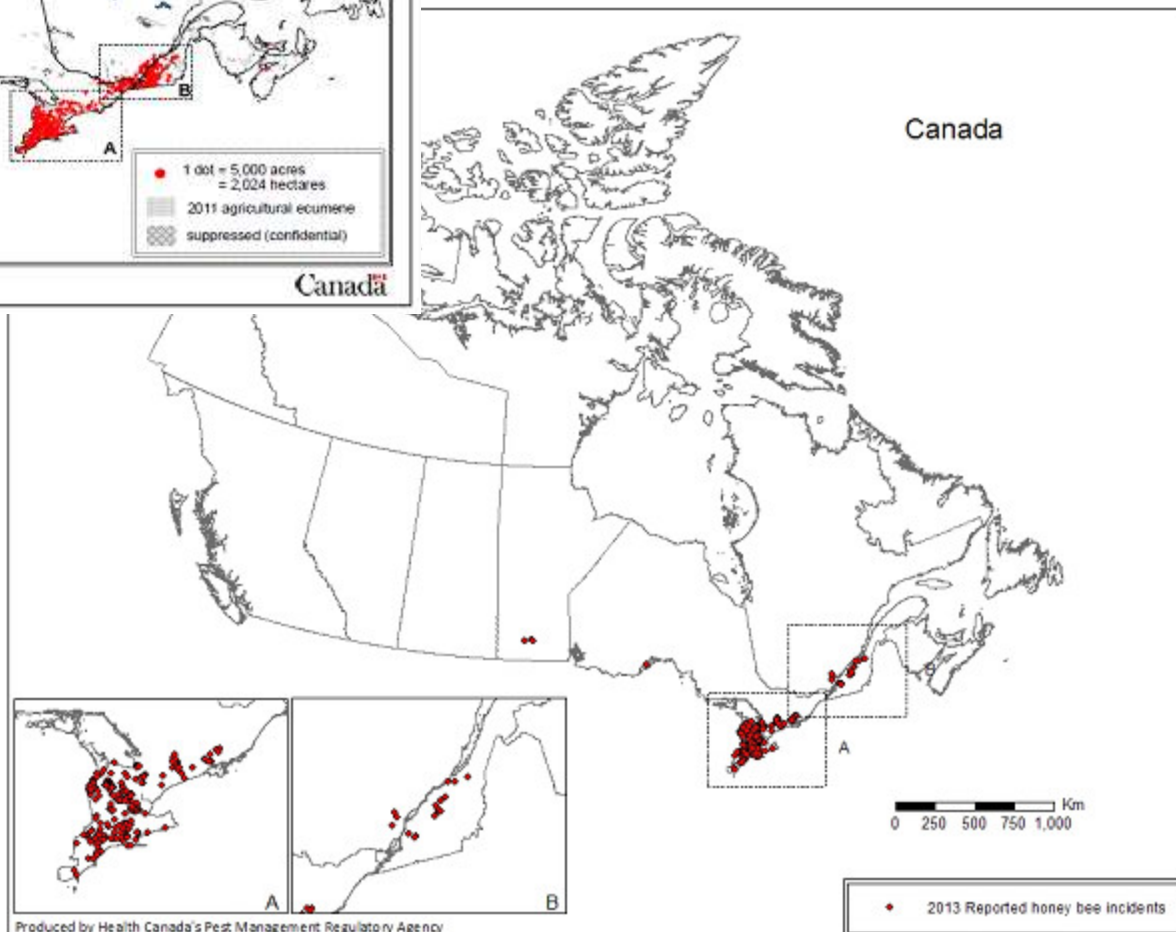 B
A
1 dot = 5,000 acres
= 2,024 hectares
2011 agricultural ecumene
suppressed (confidential)
Canada
Canada
A
Km
0 250 500 750 1,000
A
B
2013 Reported honey bee incidents
Produced by Health Canada's Pest Management Regulatory Agency